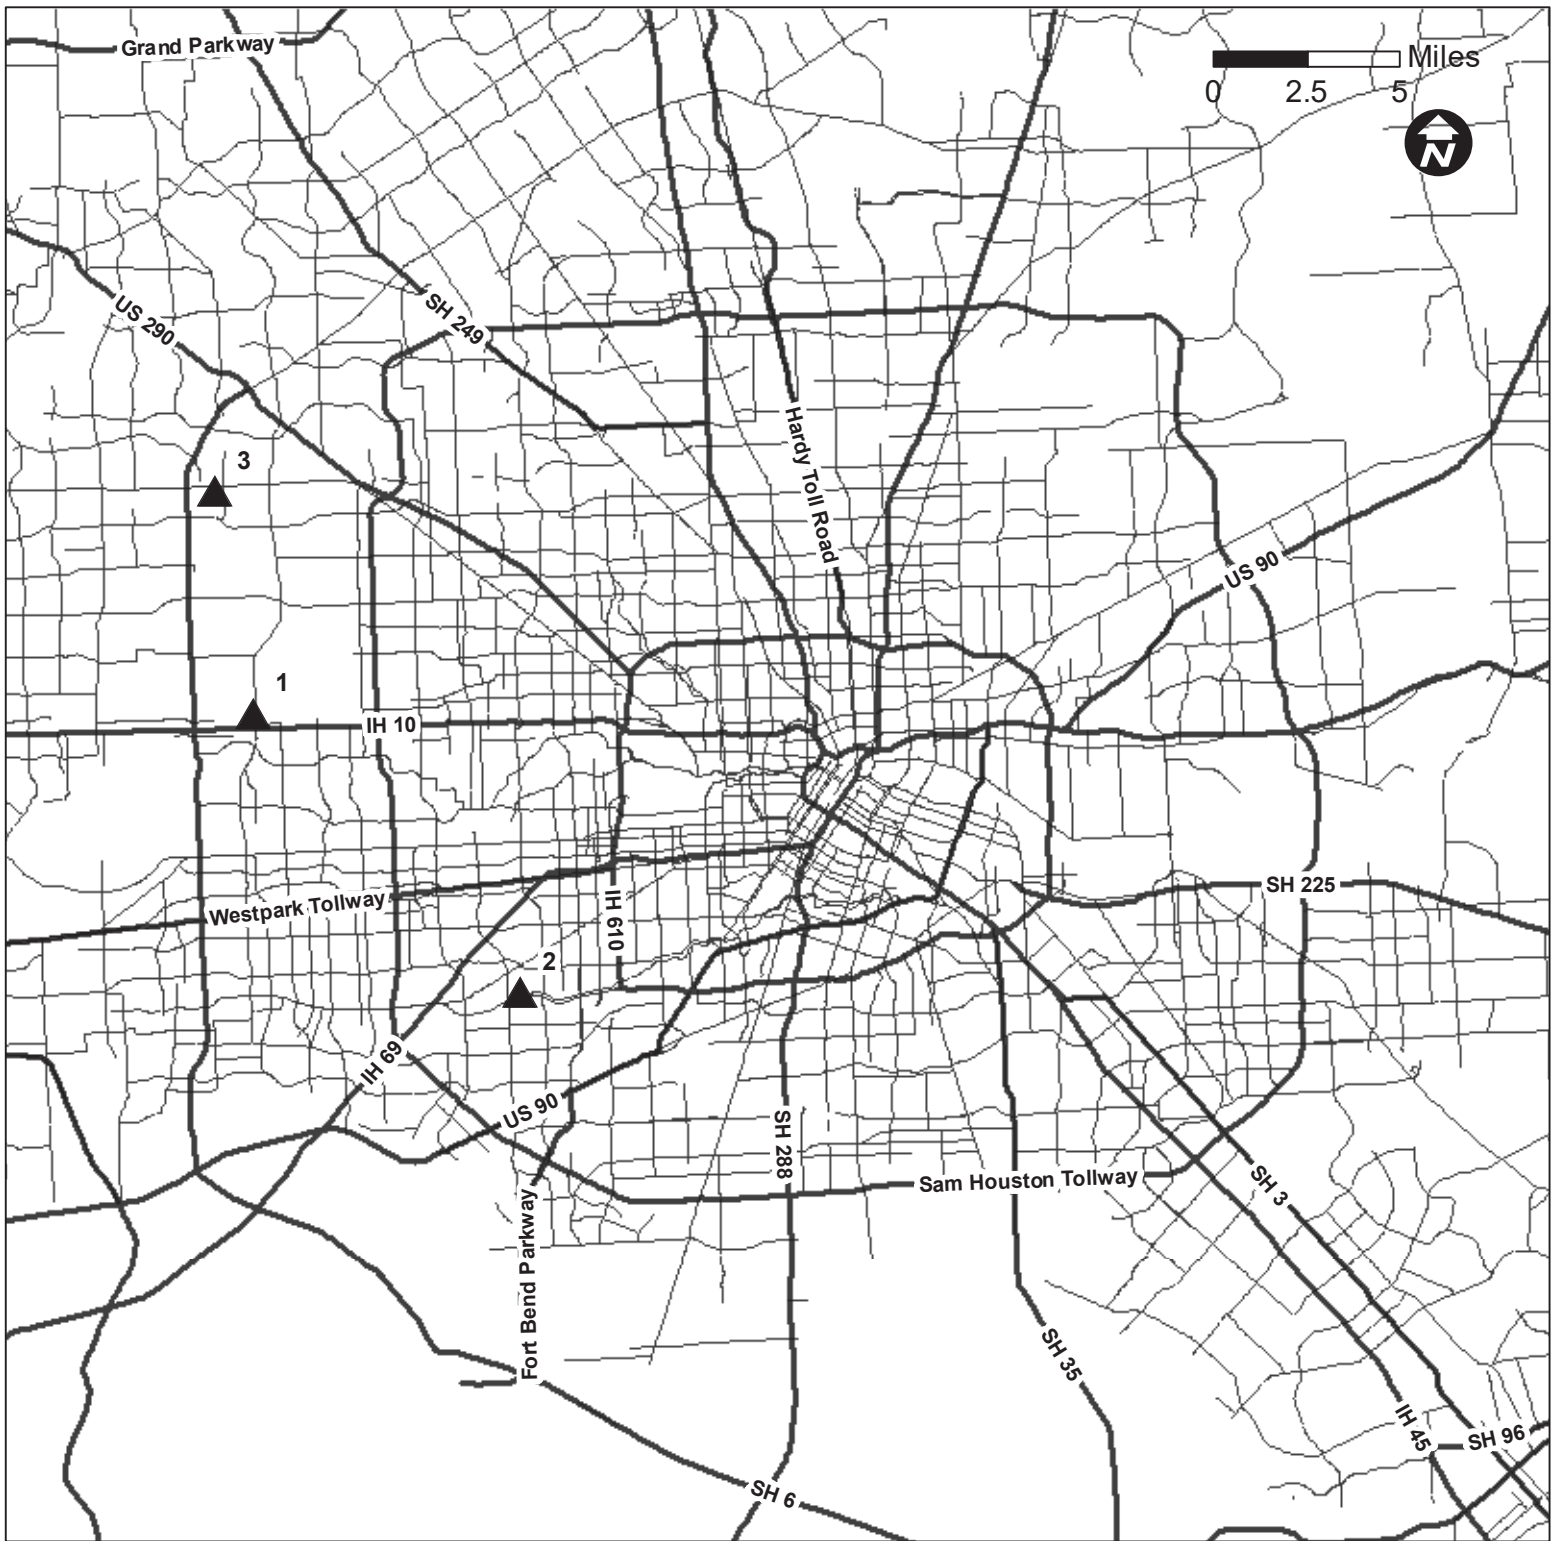 Grand Parkway
Miles
0 2.5 5
N
US 290
SH 249
Hardy Toll Road
3
US 90
1
IH 10
Westpark Tollway
IH 610
SH 225
2
IH 69
US 90
SH 288
Sam Houston Tollway
SH 3
Fort Bend Parkway
SH 35
IH 45
SH 96
SH 6